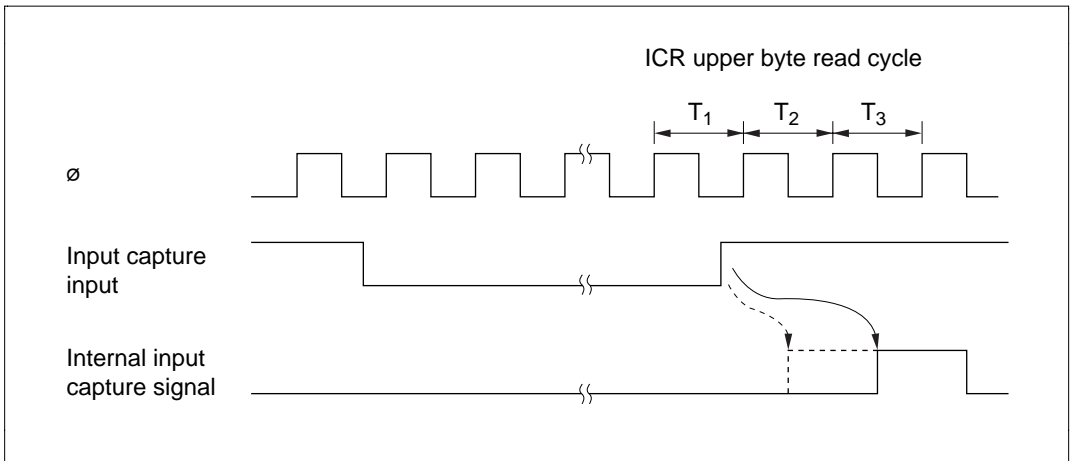 ICR upper byte read cycle
T₁ T₂ T₃
ø
Input capture
input
Internal input
capture signal